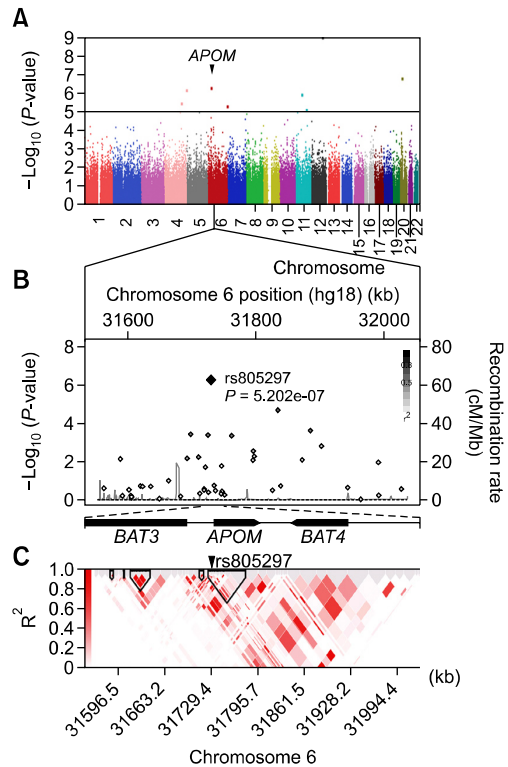 A
APOM
−Log10 (P-value)
9
8
7
6
5
4
3
2
1
0
1 2 3 4 5 6 7 8 9 10 11 12 13 14 15 16 17 18 19 20 21 22
Chromosome
B
Chromosome 6 position (hg18) (kb)
31600 31800 32000
−Log10 (P-value)
8
6
4
2
0
rs805297
P = 5.202e-07
0.8
0.5
r2
80
60
40
20
0
Recombination rate
(cM/Mb)
BAT3 APOM BAT4
C
rs805297
R2
1.0
0.8
0.6
0.4
0.2
0
31596.5 31663.2 31729.4 31795.7 31861.5 31928.2 31994.4
(kb)
Chromosome 6